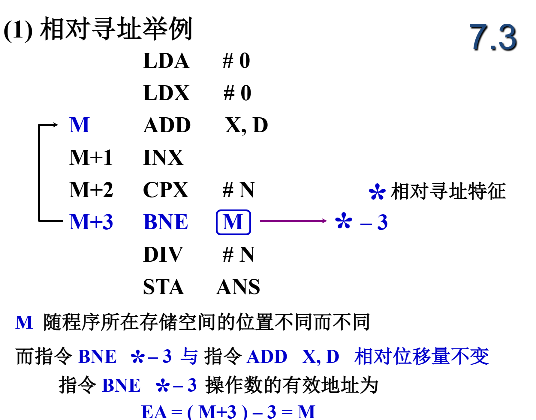 (1) 相对寻址举例
7.3
LDA # 0
LDX # 0
M ADD X, D
M+1 INX
M+2 CPX # N
* 相对寻址特征
M+3 BNE M * – 3
DIV # N
STA ANS
M 随程序所在存储空间的位置不同而不同
而指令 BNE * – 3 与 指令 ADD X, D 相对位移量不变
指令 BNE * – 3 操作数的有效地址为
EA = ( M+3 ) – 3 = M